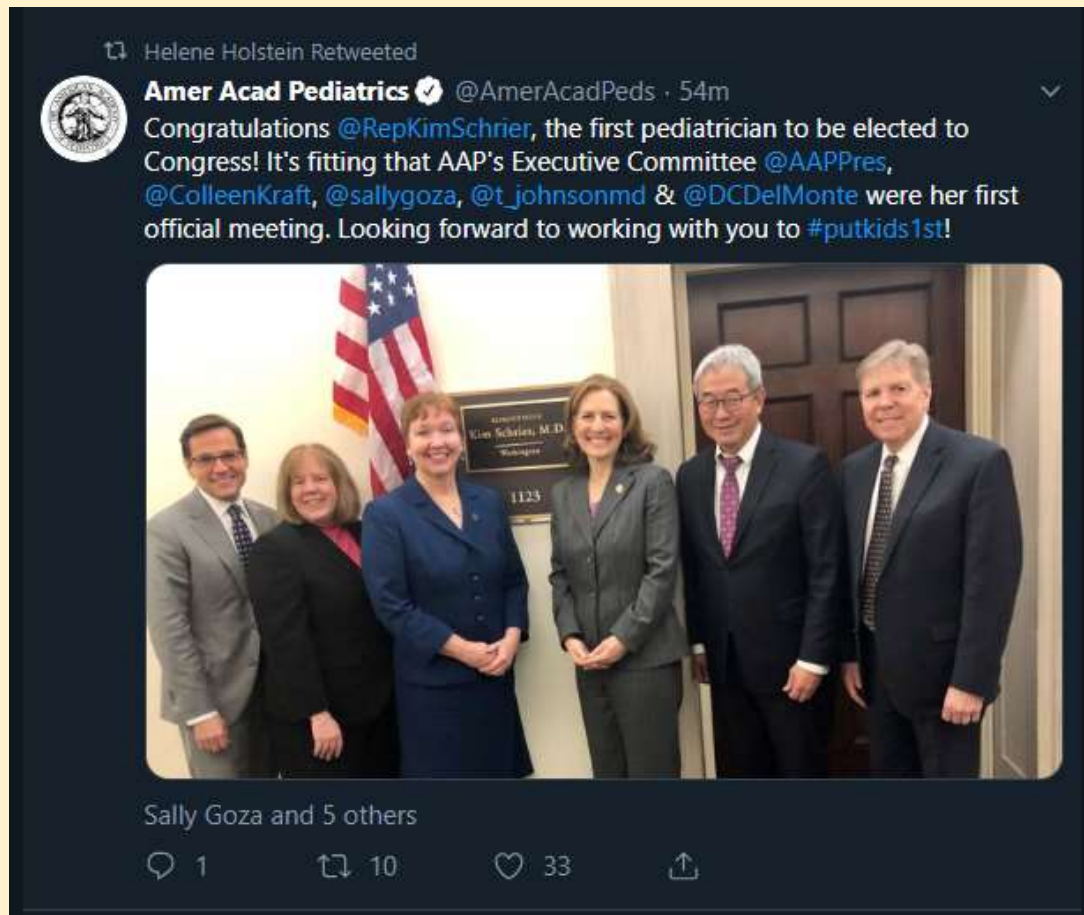 Helene Holstein Retweeted
Amer Acad Pediatrics @AmerAcadPeds · 54m
Congratulations @RepKimSchrier, the first pediatrician to be elected to
Congress! It's fitting that AAP's Executive Committee @AAPPres,
@ColleenKraft, @sallygoza, @t_johnsonmd & @DCDelMonte were her first
official meeting. Looking forward to working with you to #putkids1st!
Kim Schrier, M.D.
Washington
1123
Sally Goza and 5 others
1 10 33